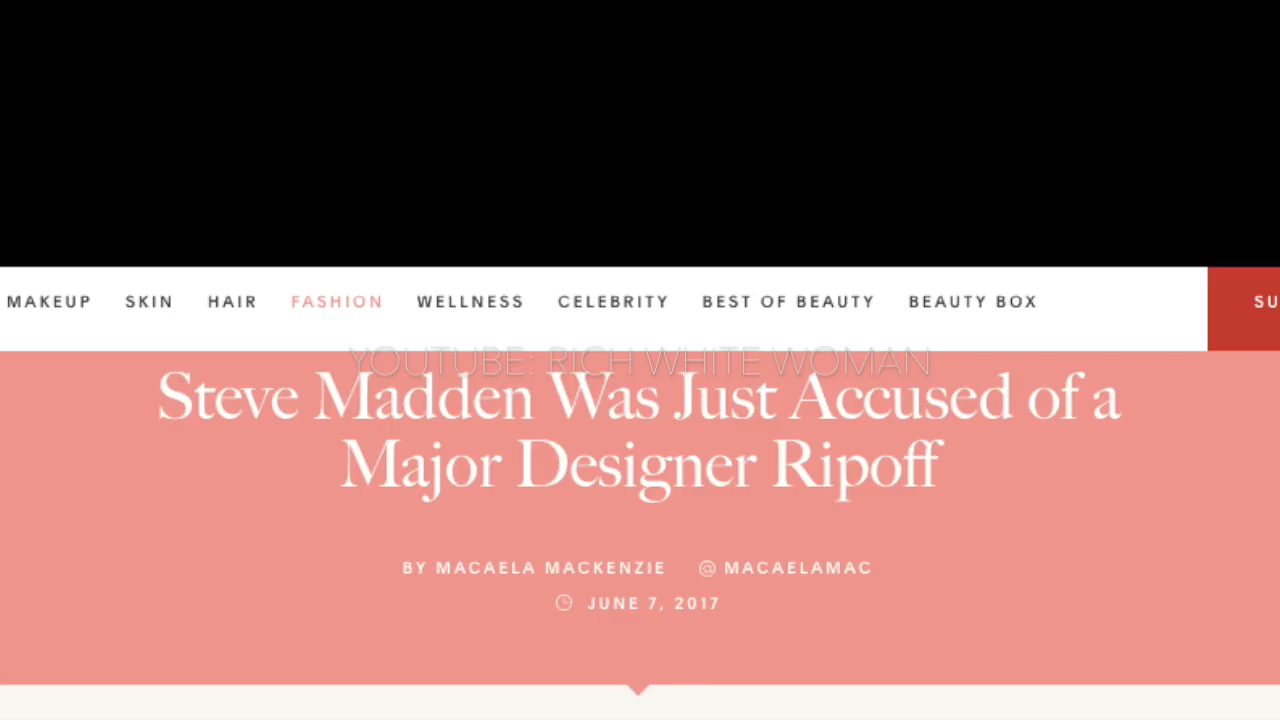 MAKEUP SKIN HAIR FASHION WELLNESS CELEBRITY BEST OF BEAUTY BEAUTY BOX SU
YOUTUBE: RICH WHITE WOMAN
Steve Madden Was Just Accused of a
Major Designer Ripoff
BY MACAELA MACKENZIE @ MACAELAMAC
JUNE 7, 2017